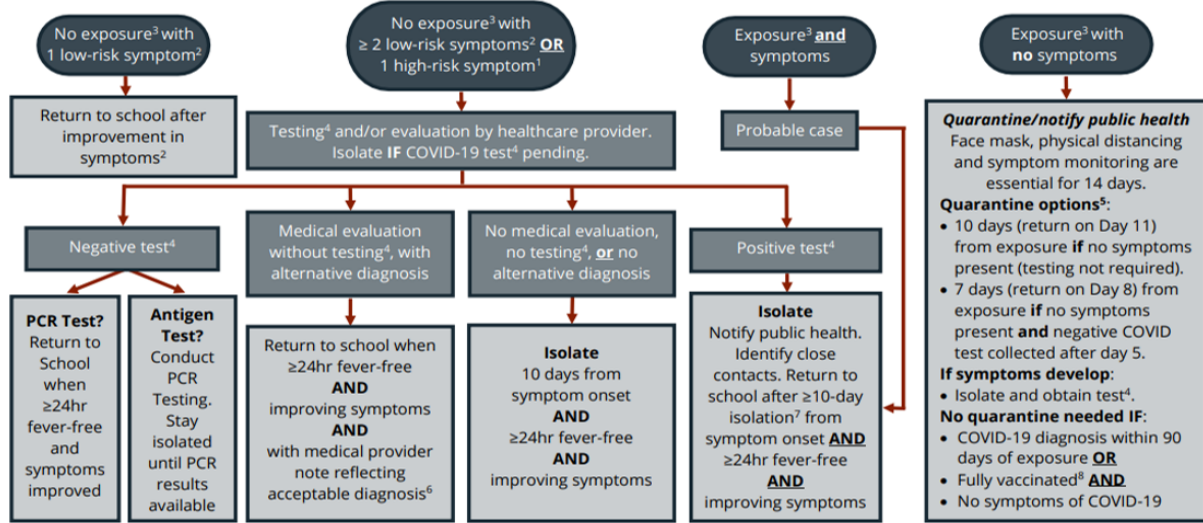 No exposure³ with
1 low-risk symptom²
Return to school after
improvement in
symptoms²
No exposure³ with
≥ 2 low-risk symptoms² OR
1 high-risk symptom¹
Testing⁴ and/or evaluation by healthcare provider.
Isolate IF COVID-19 test⁴ pending.
Negative test⁴
PCR Test?
Return to
School
when
≥24hr
fever-free
and
symptoms
improved
Antigen
Test?
Conduct
PCR
Testing.
Stay
isolated
until PCR
results
available
Medical evaluation
without testing⁴, with
alternative diagnosis
Return to school when
≥24hr fever-free
AND
improving symptoms
AND
with medical provider
note reflecting
acceptable diagnosis⁶
No medical evaluation,
no testing⁴, or no
alternative diagnosis
Isolate
10 days from
symptom onset
AND
≥24hr fever-free
AND
improving symptoms
Exposure³ and
symptoms
Probable case
Positive test⁴
Isolate
Notify public health.
Identify close
contacts. Return to
school after ≥10-day
isolation⁷ from
symptom onset AND
≥24hr fever-free
AND
improving symptoms
Exposure³ with
no symptoms
Quarantine/notify public health
Face mask, physical distancing
and symptom monitoring are
essential for 14 days.
Quarantine options⁵:
• 10 days (return on Day 11)
from exposure if no symptoms
present (testing not required).
• 7 days (return on Day 8) from
exposure if no symptoms
present and negative COVID
test collected after day 5.
If symptoms develop:
• Isolate and obtain test⁴.
No quarantine needed IF:
• COVID-19 diagnosis within 90
days of exposure OR
• Fully vaccinated⁸ AND
• No symptoms of COVID-19